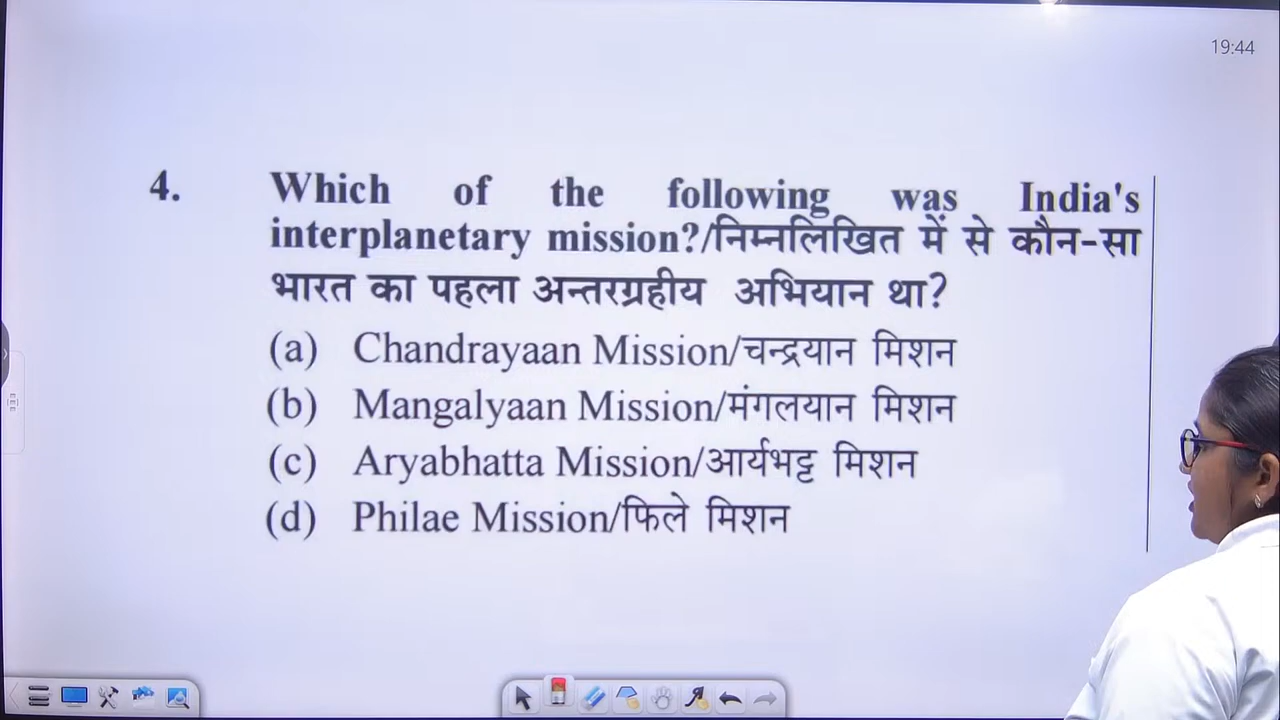 19:44
4. Which of the following was India's
interplanetary mission?/निम्नलिखित में से कौन-सा
भारत का पहला अन्तरग्रहीय अभियान था?
(a) Chandrayaan Mission/चन्द्रयान मिशन
(b) Mangalyaan Mission/मंगलयान मिशन
(c) Aryabhatta Mission/आर्यभट्ट मिशन
(d) Philae Mission/फिले मिशन